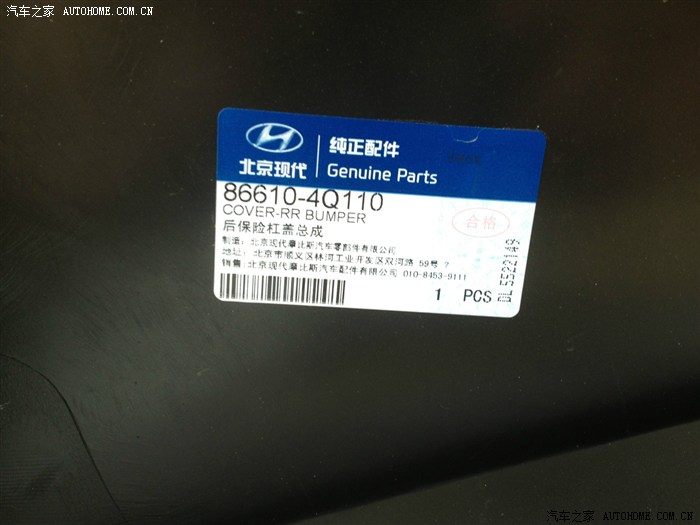 汽车之家 AUTOHOME.COM.CN
北京现代
纯正配件
Genuine Parts
86610-4Q110
COVER-RR BUMPER
后保险杠盖总成
合格
制造: 北京现代摩比斯汽车零部件有限公司
地址: 北京市顺义区林河工业开发区双河路 59号 7
销售: 北京现代摩比斯汽车配件有限公司 010-8453-9111
1 PCS
汽车之家 AUTOHOME.COM.CN